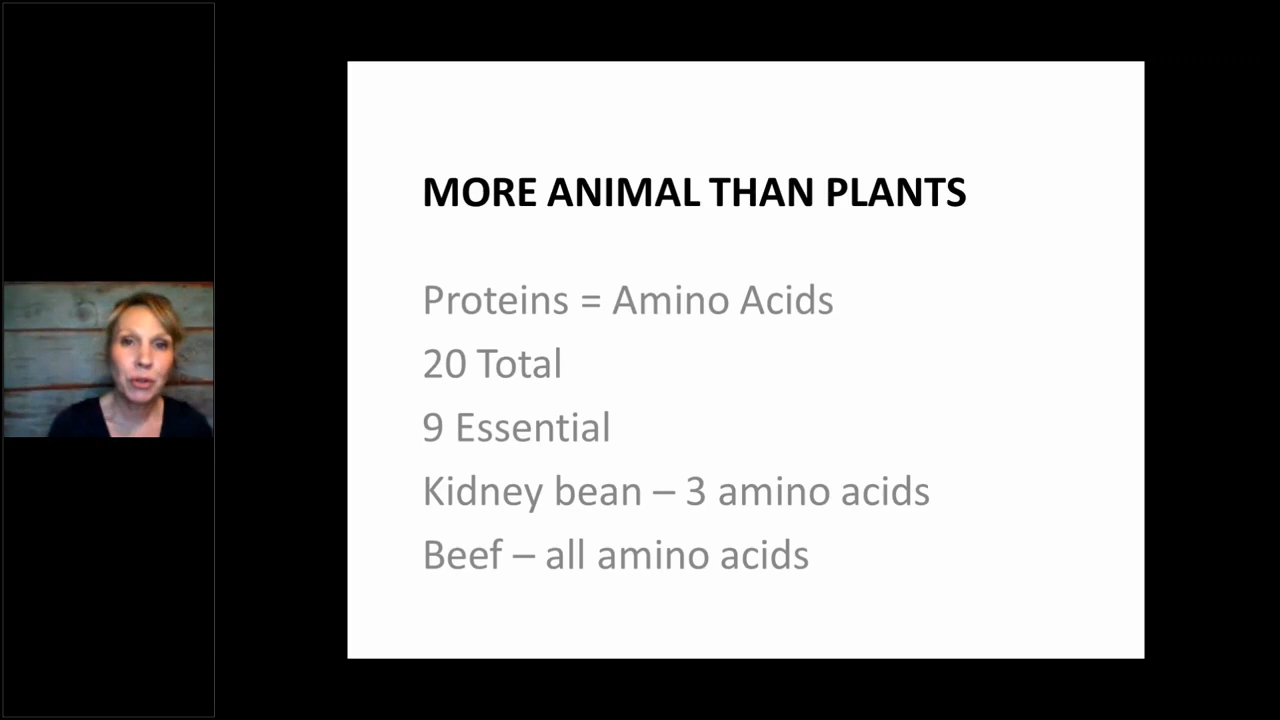 MORE ANIMAL THAN PLANTS
Proteins = Amino Acids
20 Total
9 Essential
Kidney bean – 3 amino acids
Beef – all amino acids